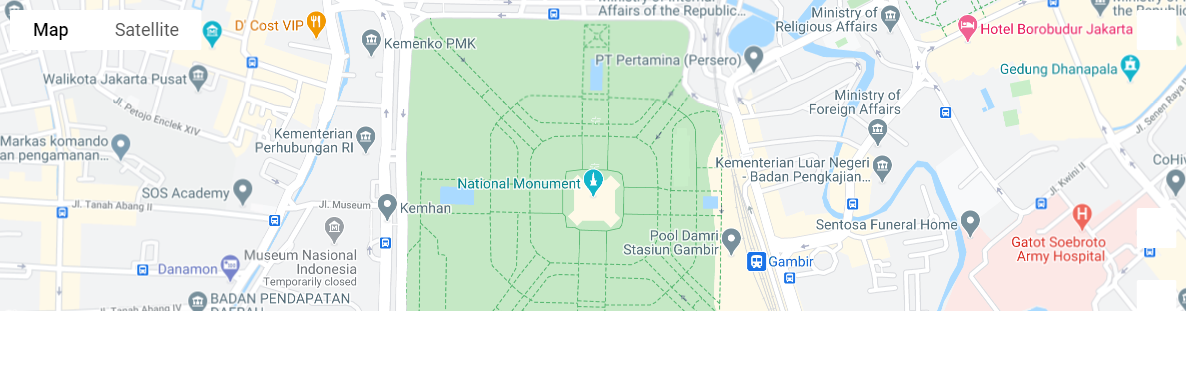 Map
Satellite
D' Cost VIP
Kemenko PMK
Walikota Jakarta Pusat
Jl. Petojo Enclek XIV
Markas komando
an pengamanan...
Kementerian
Perhubungan RI
SOS Academy
Jl. Tanah Abang II
Jl. Museum
Kemhan
Museum Nasional
Indonesia
Temporarily closed
Danamon
BADAN PENDAPATAN
DAERAH
Jl. Tanah Abang IV
Affairs of the Republic...
PT Pertamina (Persero)
National Monument
Pool Damri
Stasiun Gambir
Gambir
Ministry of
Religious Affairs
Hotel Borobudur Jakarta
the Republic
Gedung Dhanapala
Ministry of
Foreign Affairs
Jl. Senen Raya
Kementerian Luar Negeri
- Badan Pengkajian...
CoHiv
Jl. Kwini II
Sentosa Funeral Home
Gatot Soebroto
Army Hospital